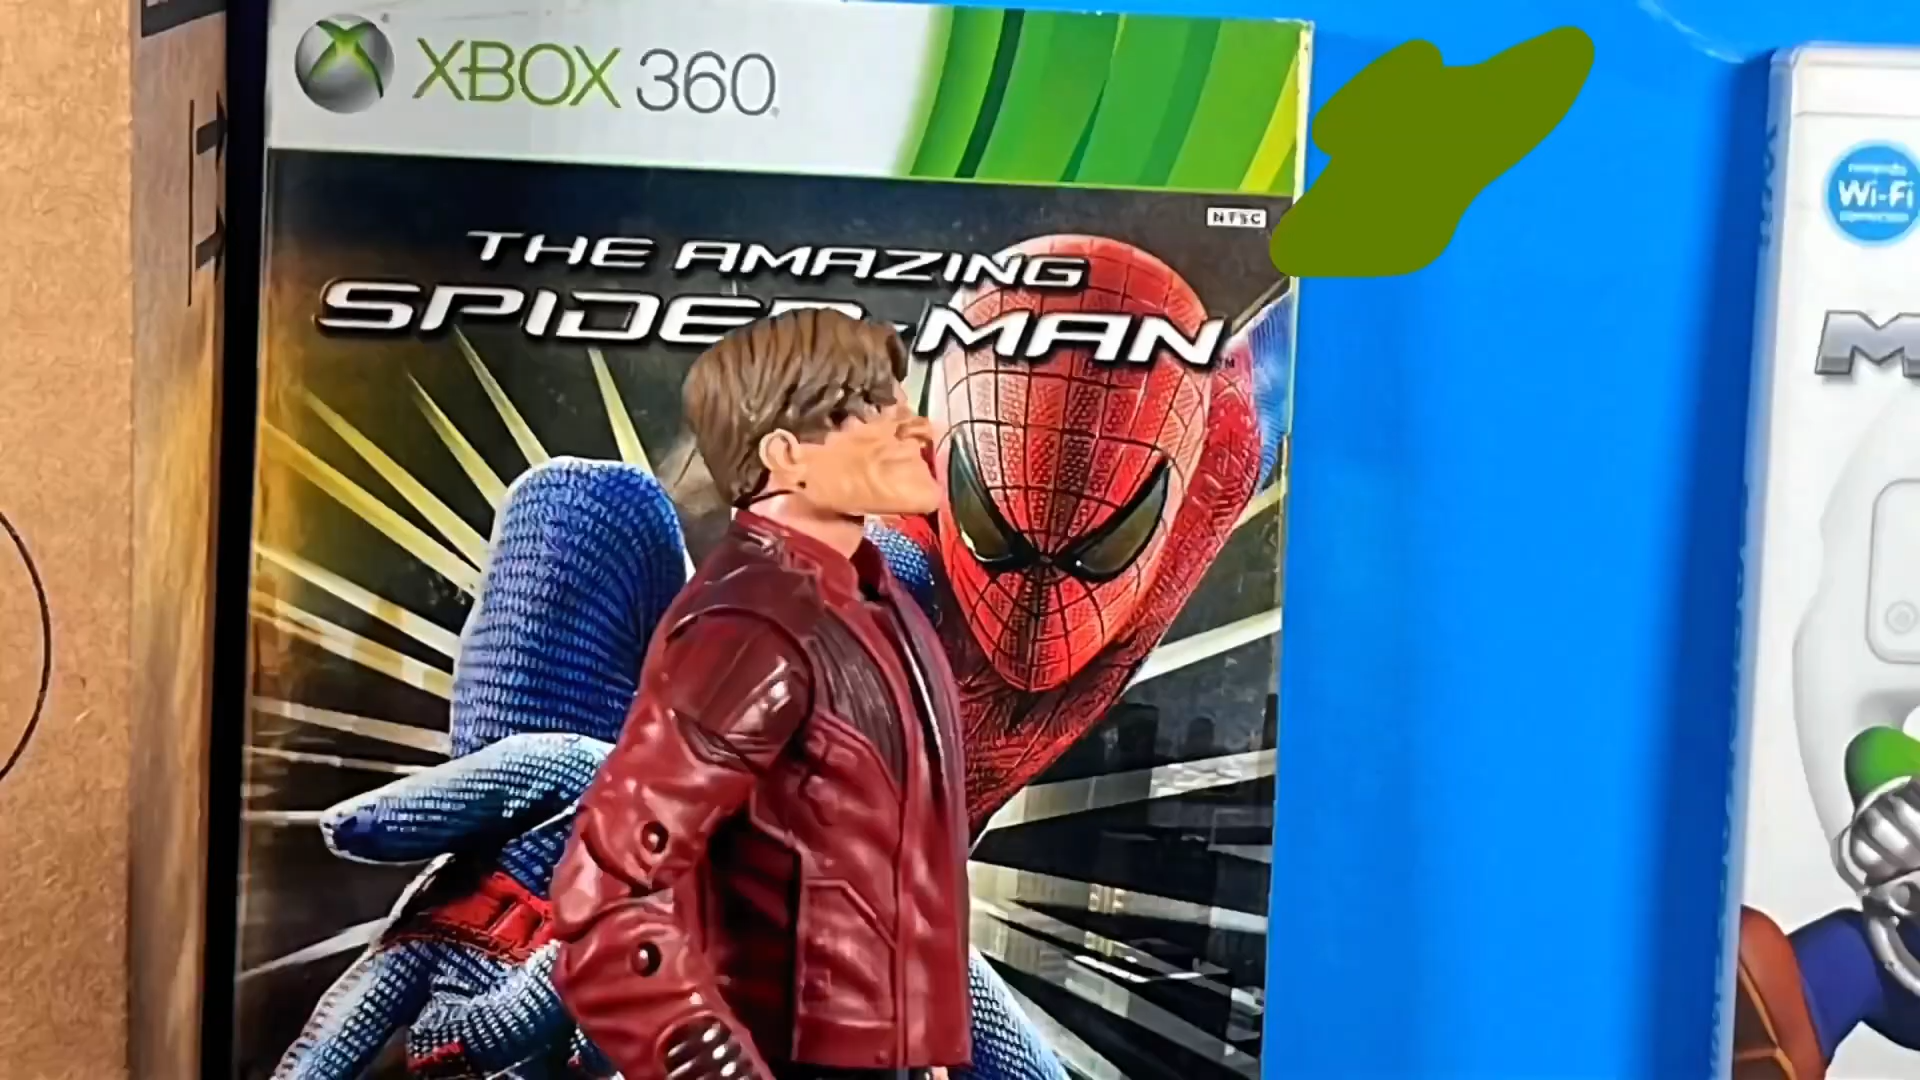 XBOX 360
NTSC
THE AMAZING
SPIDER-MAN
Wi-Fi